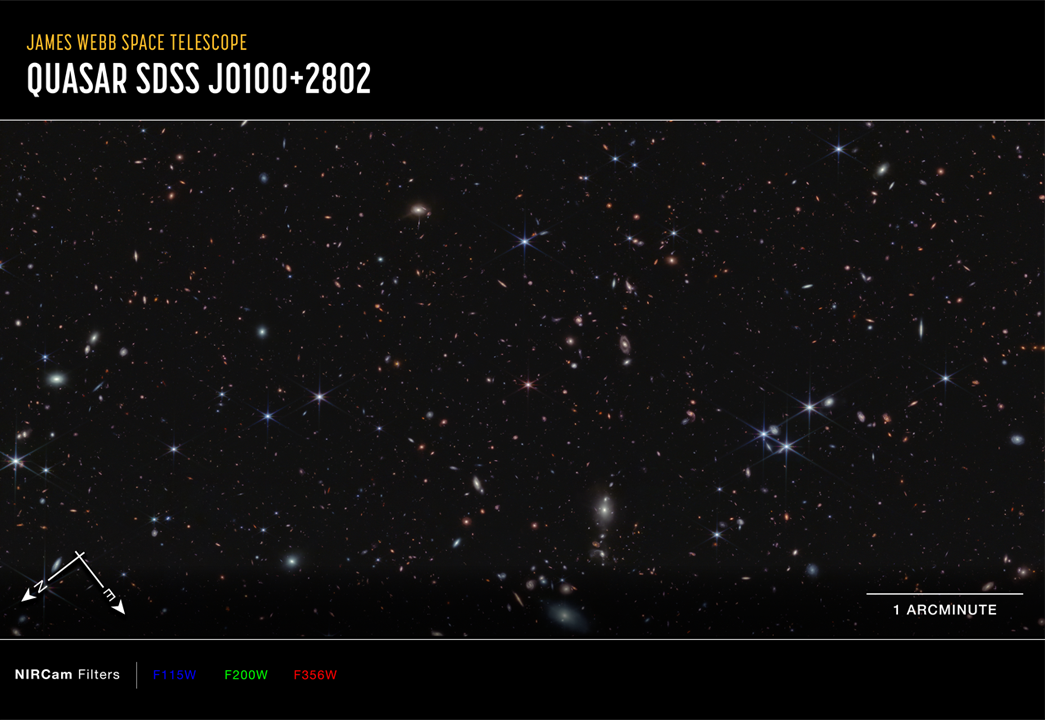 JAMES WEBB SPACE TELESCOPE
QUASAR SDSS J0100+2802
N
E
1 ARCMINUTE
NIRCam Filters F115W F200W F356W